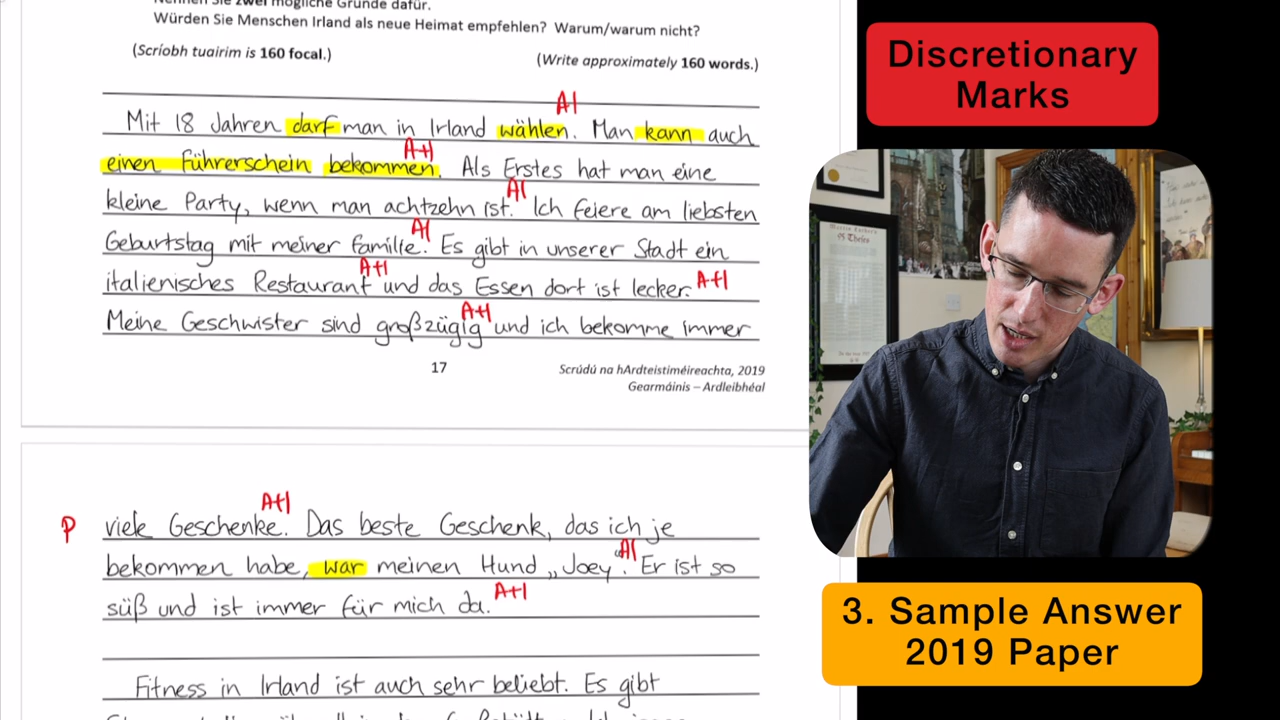 Nennen Sie zwei mögliche Gründe dafür.
Würden Sie Menschen Irland als neue Heimat empfehlen? Warum/warum nicht?
(Scríobh tuairim is 160 focal.) (Write approximately 160 words.)
A1
Mit 18 Jahren darf man in Irland wählen. Man kann auch
A+1
einen Führerschein bekommen. Als Erstes hat man eine
A1
kleine Party, wenn man achtzehn ist. Ich feiere am liebsten
A1
Geburtstag mit meiner Familie. Es gibt in unserer Stadt ein
A+1 A+1
italienisches Restaurant und das Essen dort ist lecker.
A+1
Meine Geschwister sind großzügig und ich bekomme immer
17
Scrúdú na hArdteistiméireachta, 2019
Gearmáinis – Ardleibhéal
A+1
P viele Geschenke. Das beste Geschenk, das ich je
A1
bekommen habe, war meinen Hund „Joey“. Er ist so
A+1
süß und ist immer für mich da.
Fitness in Irland ist auch sehr beliebt. Es gibt
Discretionary
Marks
Martin Luther's
95 Theses
3. Sample Answer
2019 Paper